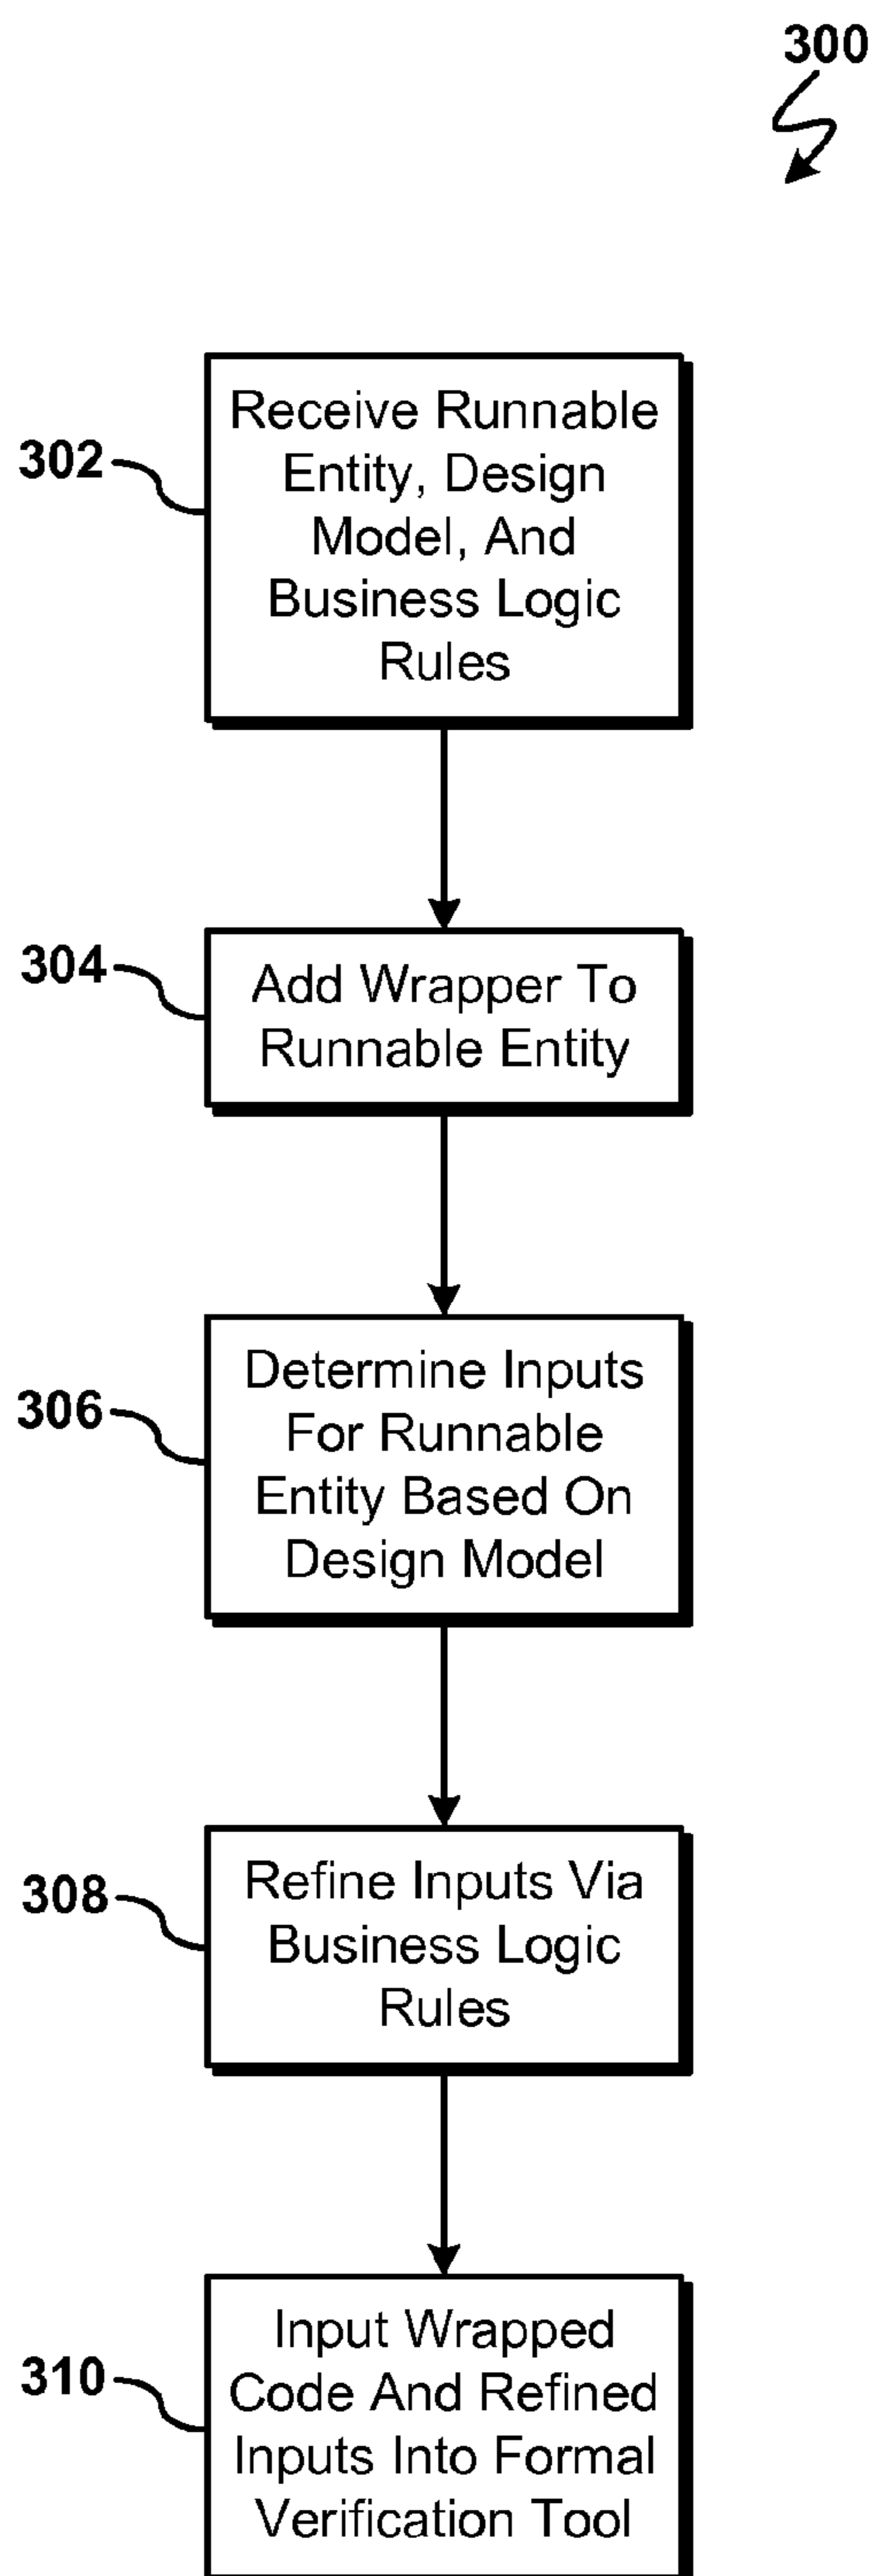 300
302
Receive Runnable
Entity, Design
Model, And
Business Logic
Rules
304
Add Wrapper To
Runnable Entity
306
Determine Inputs
For Runnable
Entity Based On
Design Model
308
Refine Inputs Via
Business Logic
Rules
310
Input Wrapped
Code And Refined
Inputs Into Formal
Verification Tool